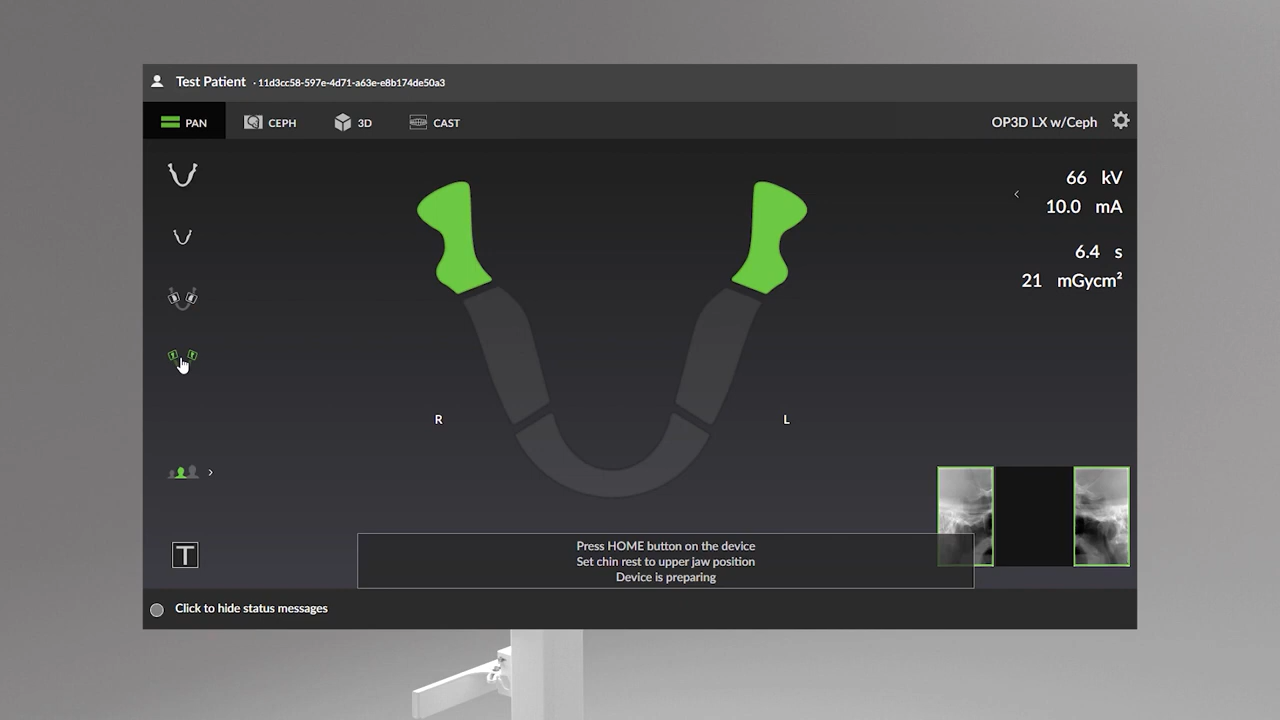 Test Patient · 11d3cc58-597e-4d71-a63e-e8b174de50a3
PAN CEPH 3D CAST OP3D LX w/Ceph
66 kV
10.0 mA
6.4 s
21 mGycm²
R L
Press HOME button on the device
Set chin rest to upper jaw position
Device is preparing
T
Click to hide status messages